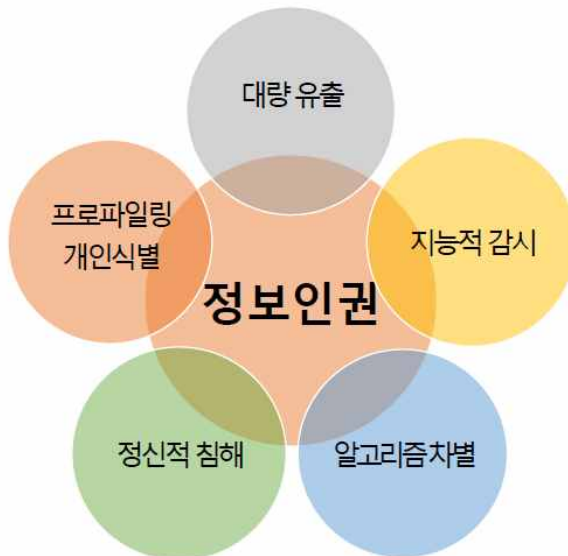 대량 유출
프로파일링
개인식별
지능적 감시
정보인권
정신적 침해
알고리즘차별